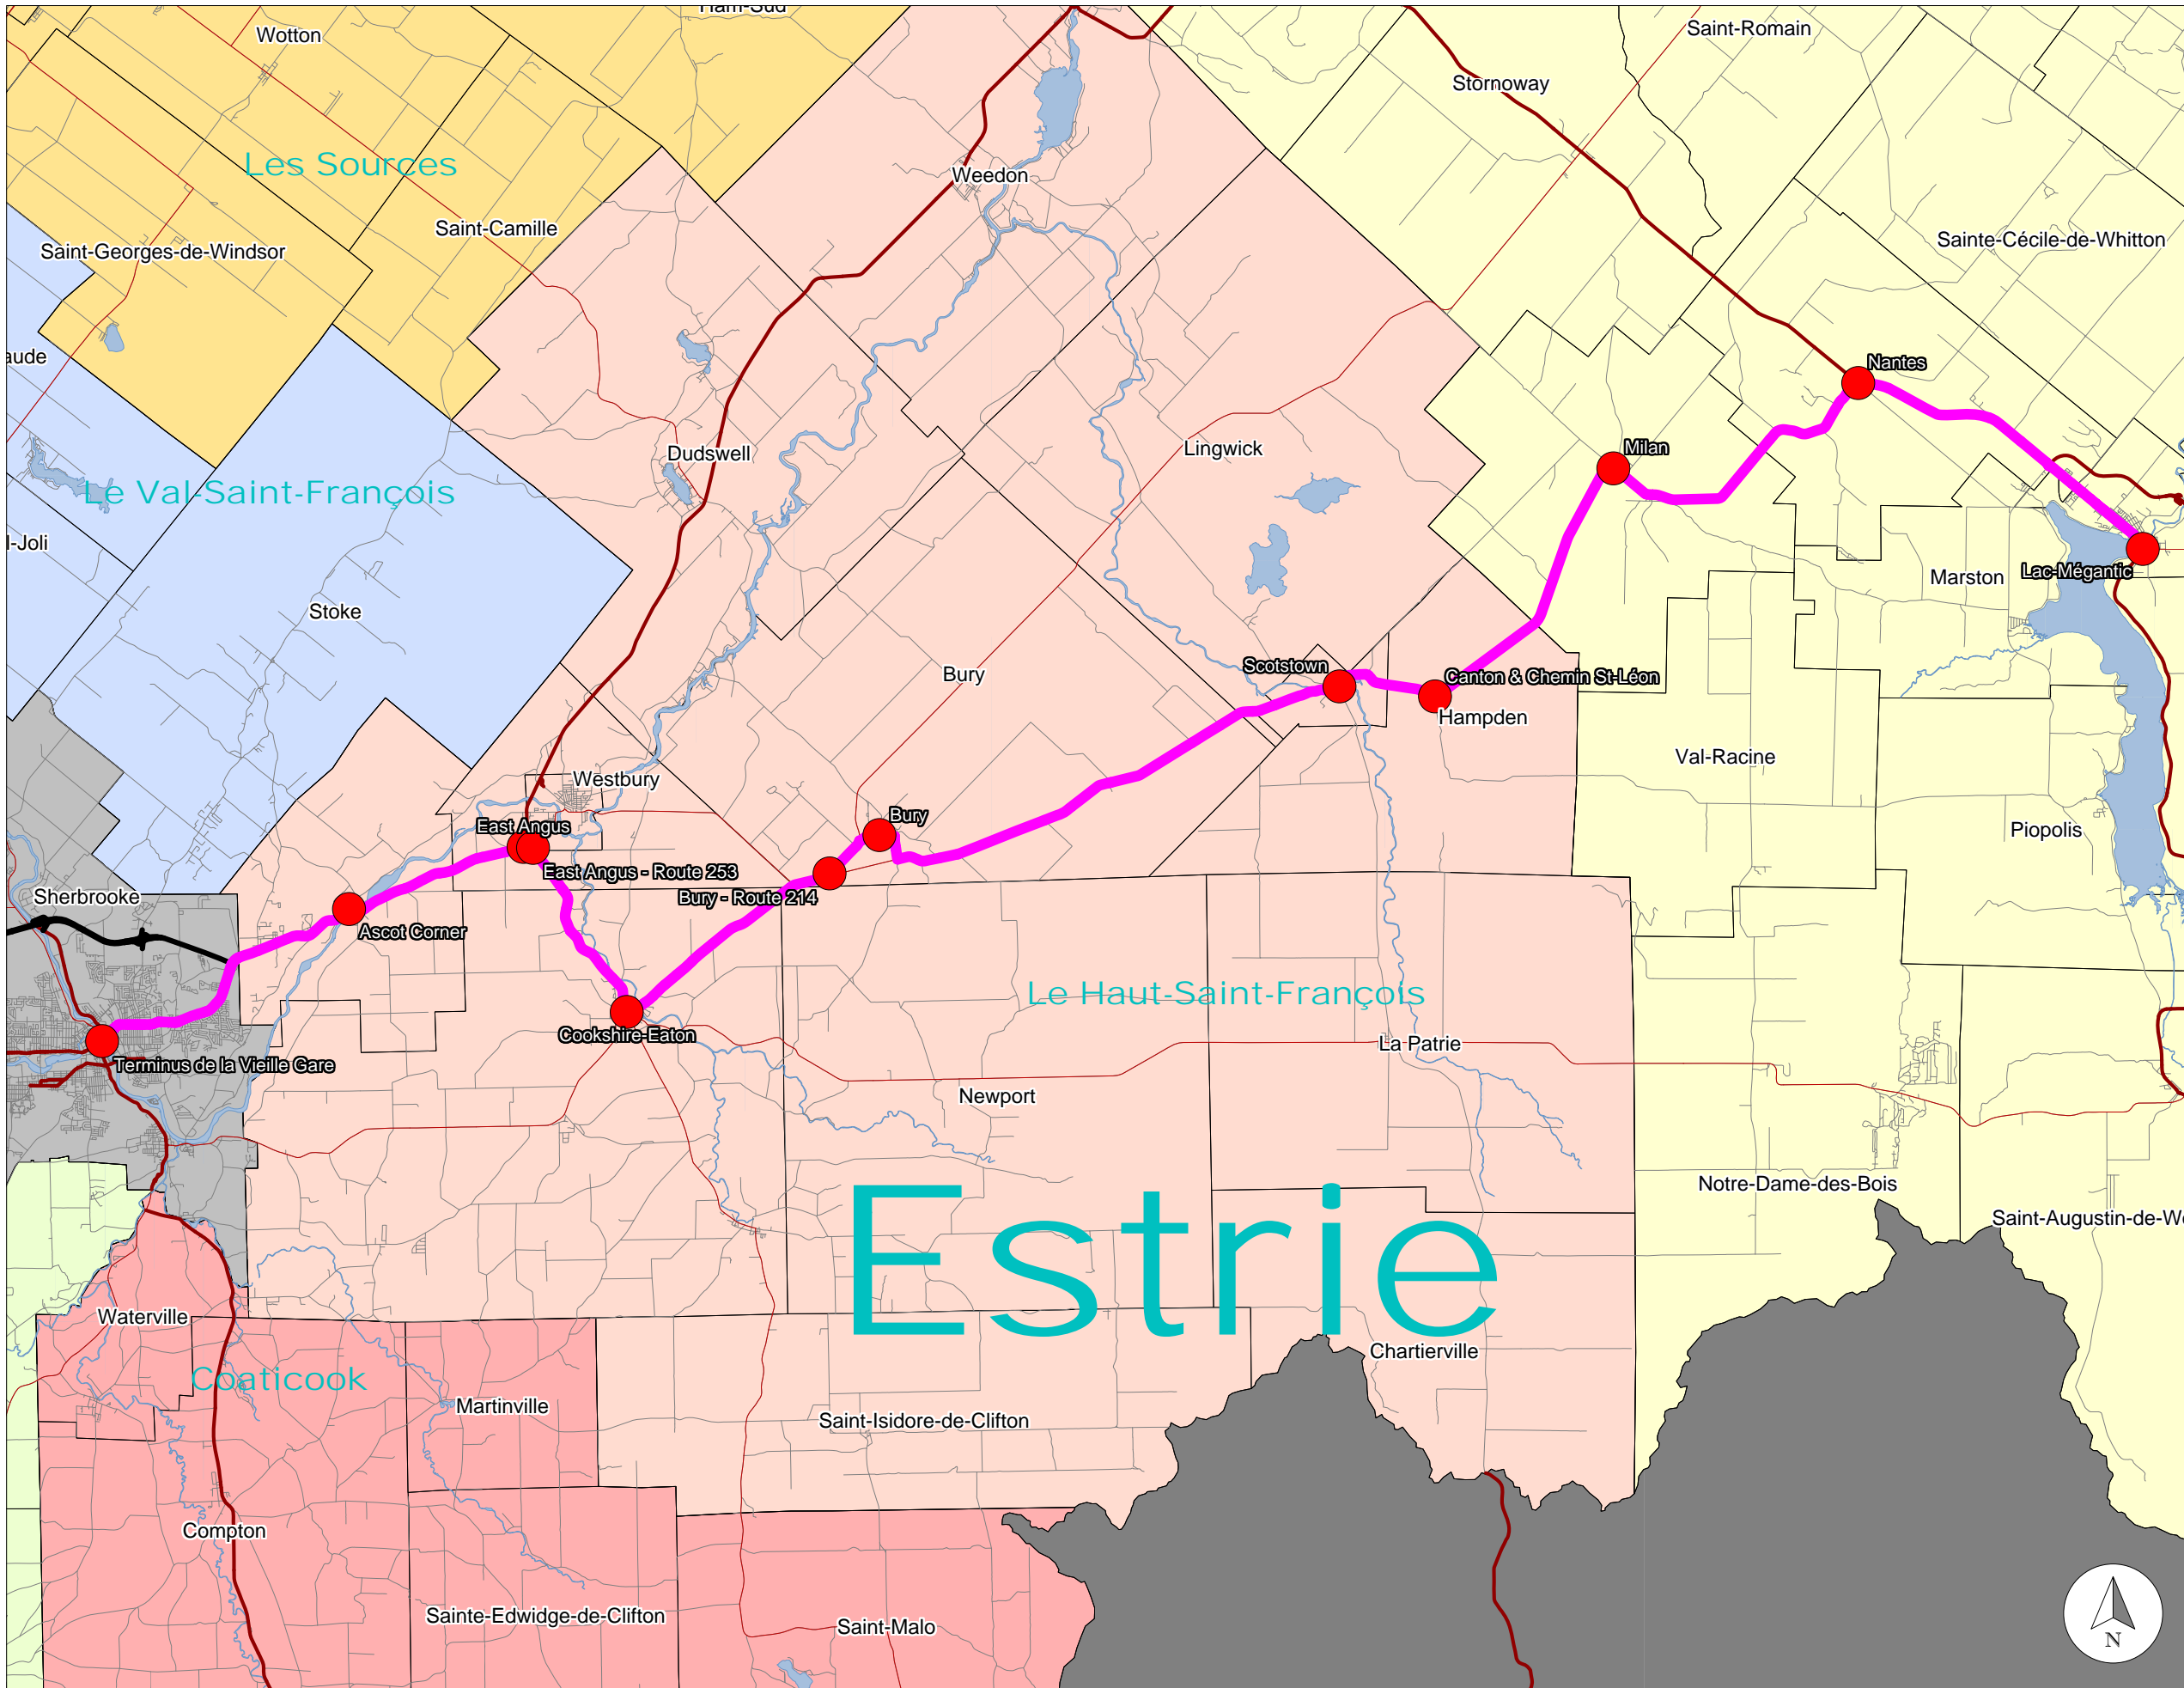 Ham-Sud
Wotton
Saint-Romain
Stornoway
Les Sources
Weedon
Saint-Camille
Saint-Georges-de-Windsor
Sainte-Cécile-de-Whitton
aude
Nantes
Milan
Lingwick
Dudswell
Le Val-Saint-François
l-Joli
Marston
Lac-Mégantic
Stoke
Scotstown
Bury
Canton & Chemin St-Léon
Hampden
Val-Racine
Westbury
Bury
East Angus
Piopolis
East Angus - Route 253
Bury - Route 214
Sherbrooke
Ascot Corner
Le Haut-Saint-François
Cookshire-Eaton
La Patrie
Terminus de la Vieille Gare
Newport
Notre-Dame-des-Bois
Saint-Augustin-de-Wo
Estrie
Waterville
Chartierville
Coaticook
Martinville
Saint-Isidore-de-Clifton
Compton
Sainte-Edwidge-de-Clifton
Saint-Malo
N